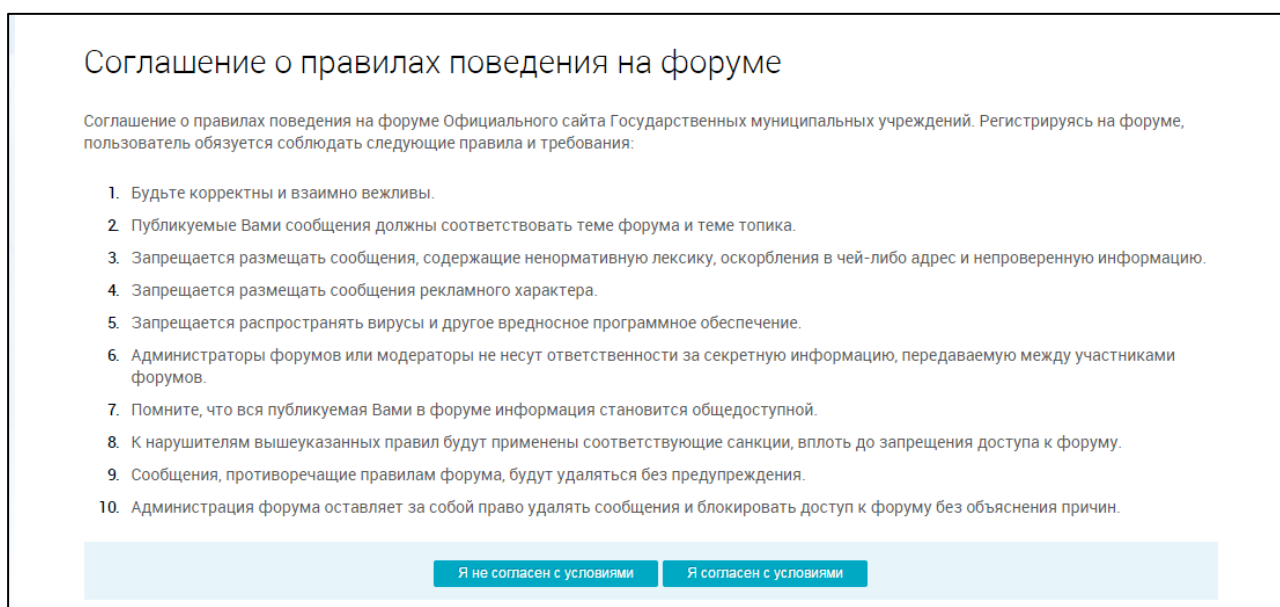 Соглашение о правилах поведения на форуме
Соглашение о правилах поведения на форуме Официального сайта Государственных муниципальных учреждений. Регистрируясь на форуме,
пользователь обязуется соблюдать следующие правила и требования:
1. Будьте корректны и взаимно вежливы.
2. Публикуемые Вами сообщения должны соответствовать теме форума и теме топика.
3. Запрещается размещать сообщения, содержащие ненормативную лексику, оскорбления в чей-либо адрес и непроверенную информацию.
4. Запрещается размещать сообщения рекламного характера.
5. Запрещается распространять вирусы и другое вредносное программное обеспечение.
6. Администраторы форумов или модераторы не несут ответственности за секретную информацию, передаваемую между участниками
форумов.
7. Помните, что вся публикуемая Вами в форуме информация становится общедоступной.
8. К нарушителям вышеуказанных правил будут применены соответствующие санкции, вплоть до запрещения доступа к форуму.
9. Сообщения, противоречащие правилам форума, будут удаляться без предупреждения.
10. Администрация форума оставляет за собой право удалять сообщения и блокировать доступ к форуму без объяснения причин.
Я не согласен с условиями Я согласен с условиями